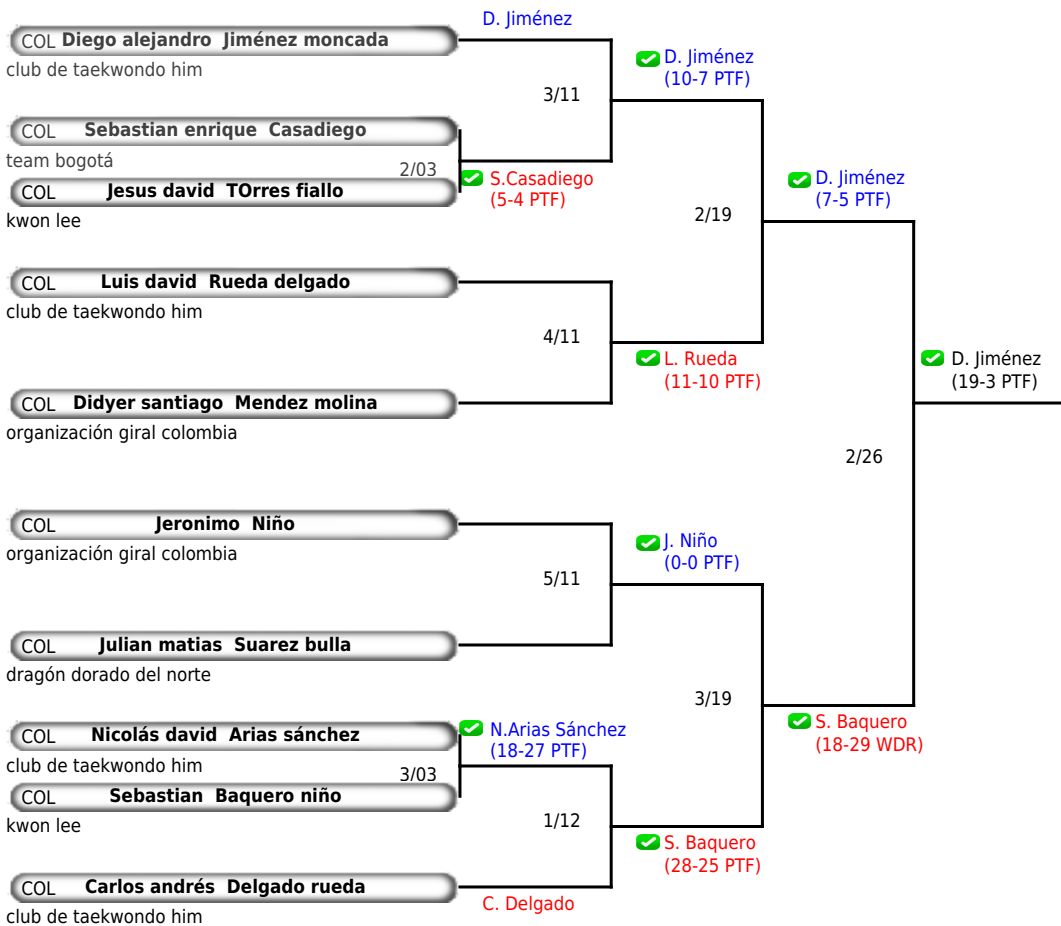 D. Jiménez
COL Diego alejandro  Jiménez moncada
club de taekwondo him
D. Jiménez
(10-7 PTF)
3/11
COL Sebastian enrique  Casadiego
team bogotá
2/03
S.Casadiego
(5-4 PTF)
COL Jesus david  TOrres fiallo
kwon lee
D. Jiménez
(7-5 PTF)
2/19
COL Luis david  Rueda delgado
club de taekwondo him
4/11
L. Rueda
(11-10 PTF)
D. Jiménez
(19-3 PTF)
COL Didyer santiago  Mendez molina
organización giral colombia
2/26
COL Jeronimo  Niño
organización giral colombia
J. Niño
(0-0 PTF)
5/11
COL Julian matias  Suarez bulla
dragón dorado del norte
3/19
S. Baquero
(18-29 WDR)
COL Nicolás david  Arias sánchez
club de taekwondo him
N.Arias Sánchez
(18-27 PTF)
3/03
COL Sebastian  Baquero niño
kwon lee
1/12
S. Baquero
(28-25 PTF)
COL Carlos andrés  Delgado rueda
club de taekwondo him
C. Delgado